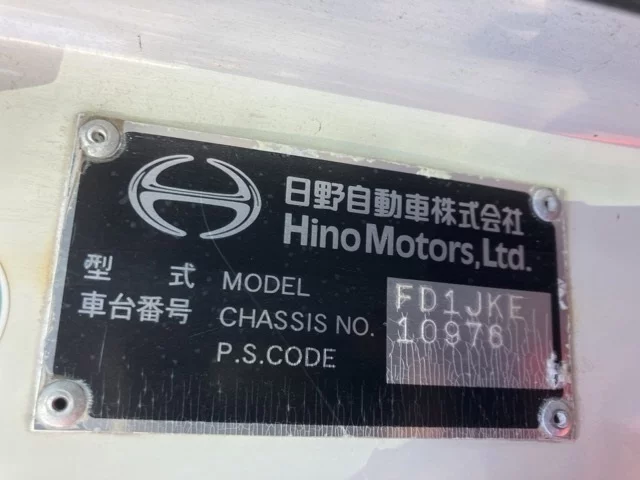 日野自動車株式会社
Hino Motors, Ltd.
型式 MODEL FD1JKE
車台番号 CHASSIS NO. 10976
P.S.CODE